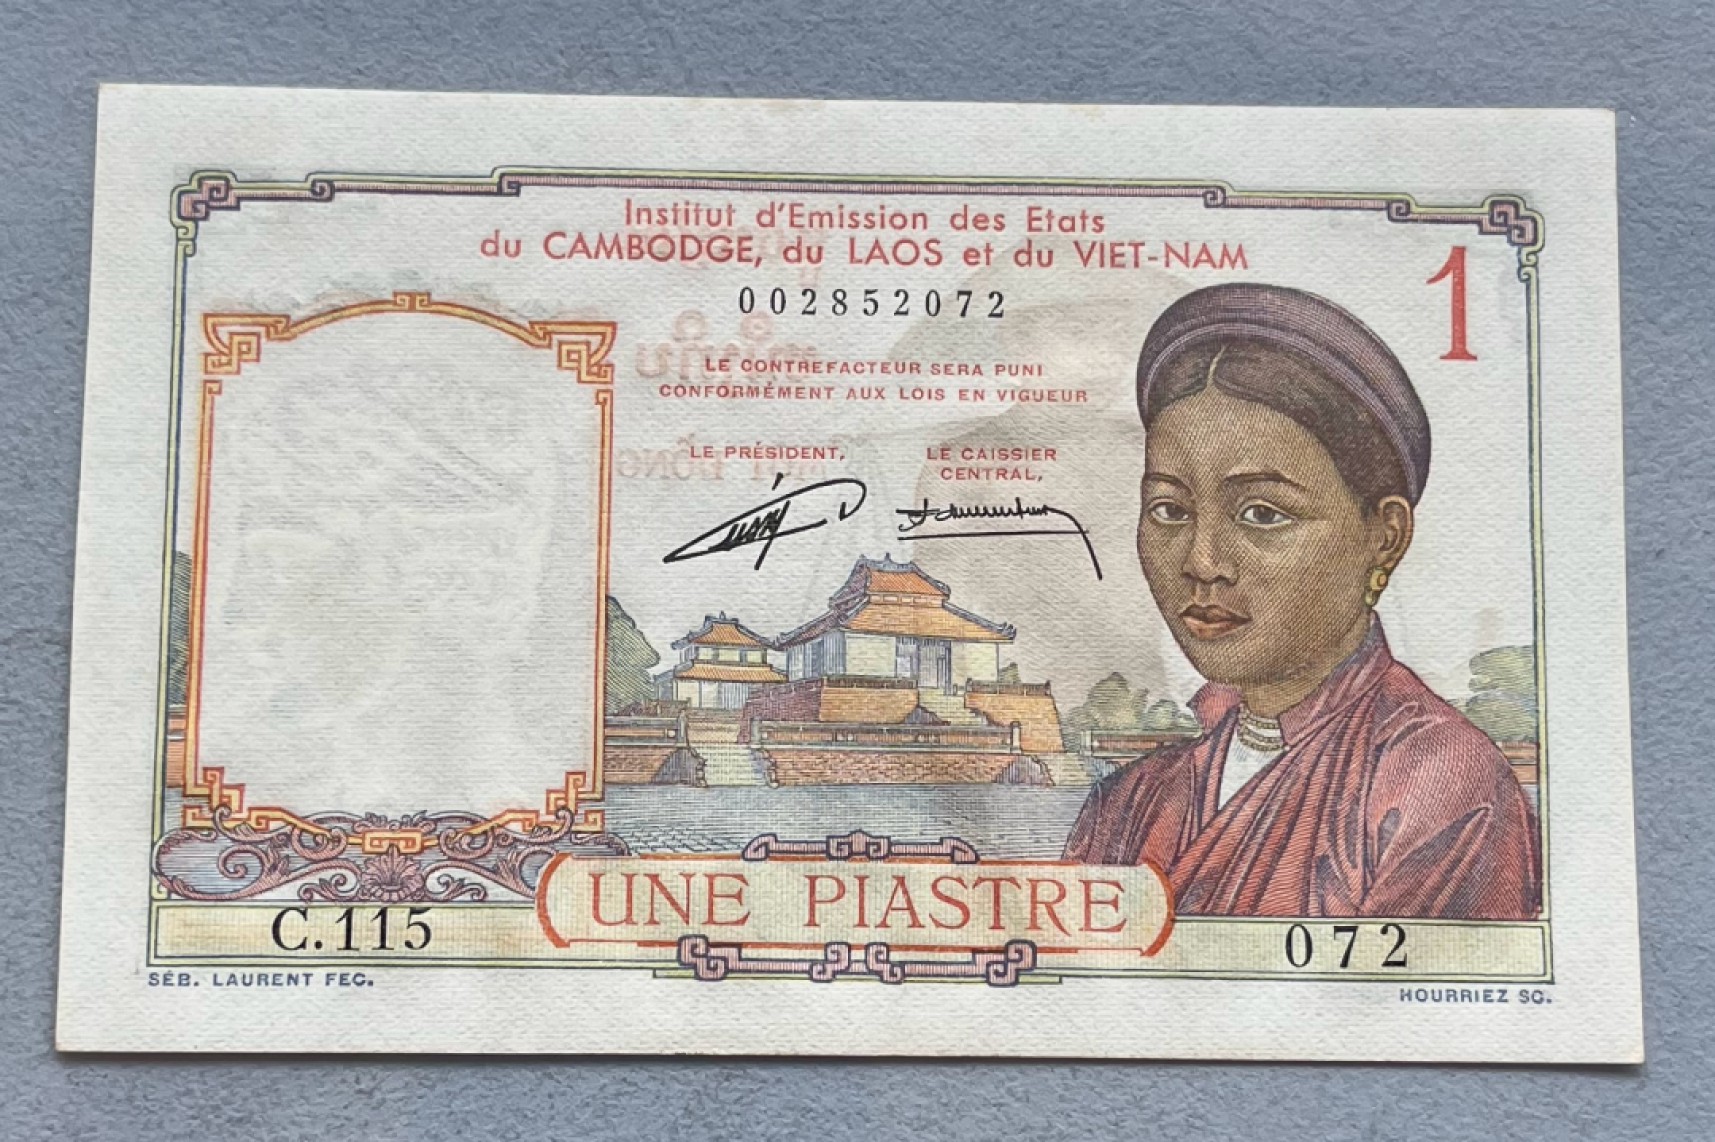 Institut d'Emission des Etats
du CAMBODGE, du LAOS et du VIET-NAM
1
002852072
LE CONTREFACTEUR SERA PUNI
CONFORMÉMENT AUX LOIS EN VIGUEUR
LE PRÉSIDENT,
LE CAISSIER
CENTRAL,
UNE PIASTRE
C.115
072
SÉB. LAURENT FEC.
HOURRIEZ SC.